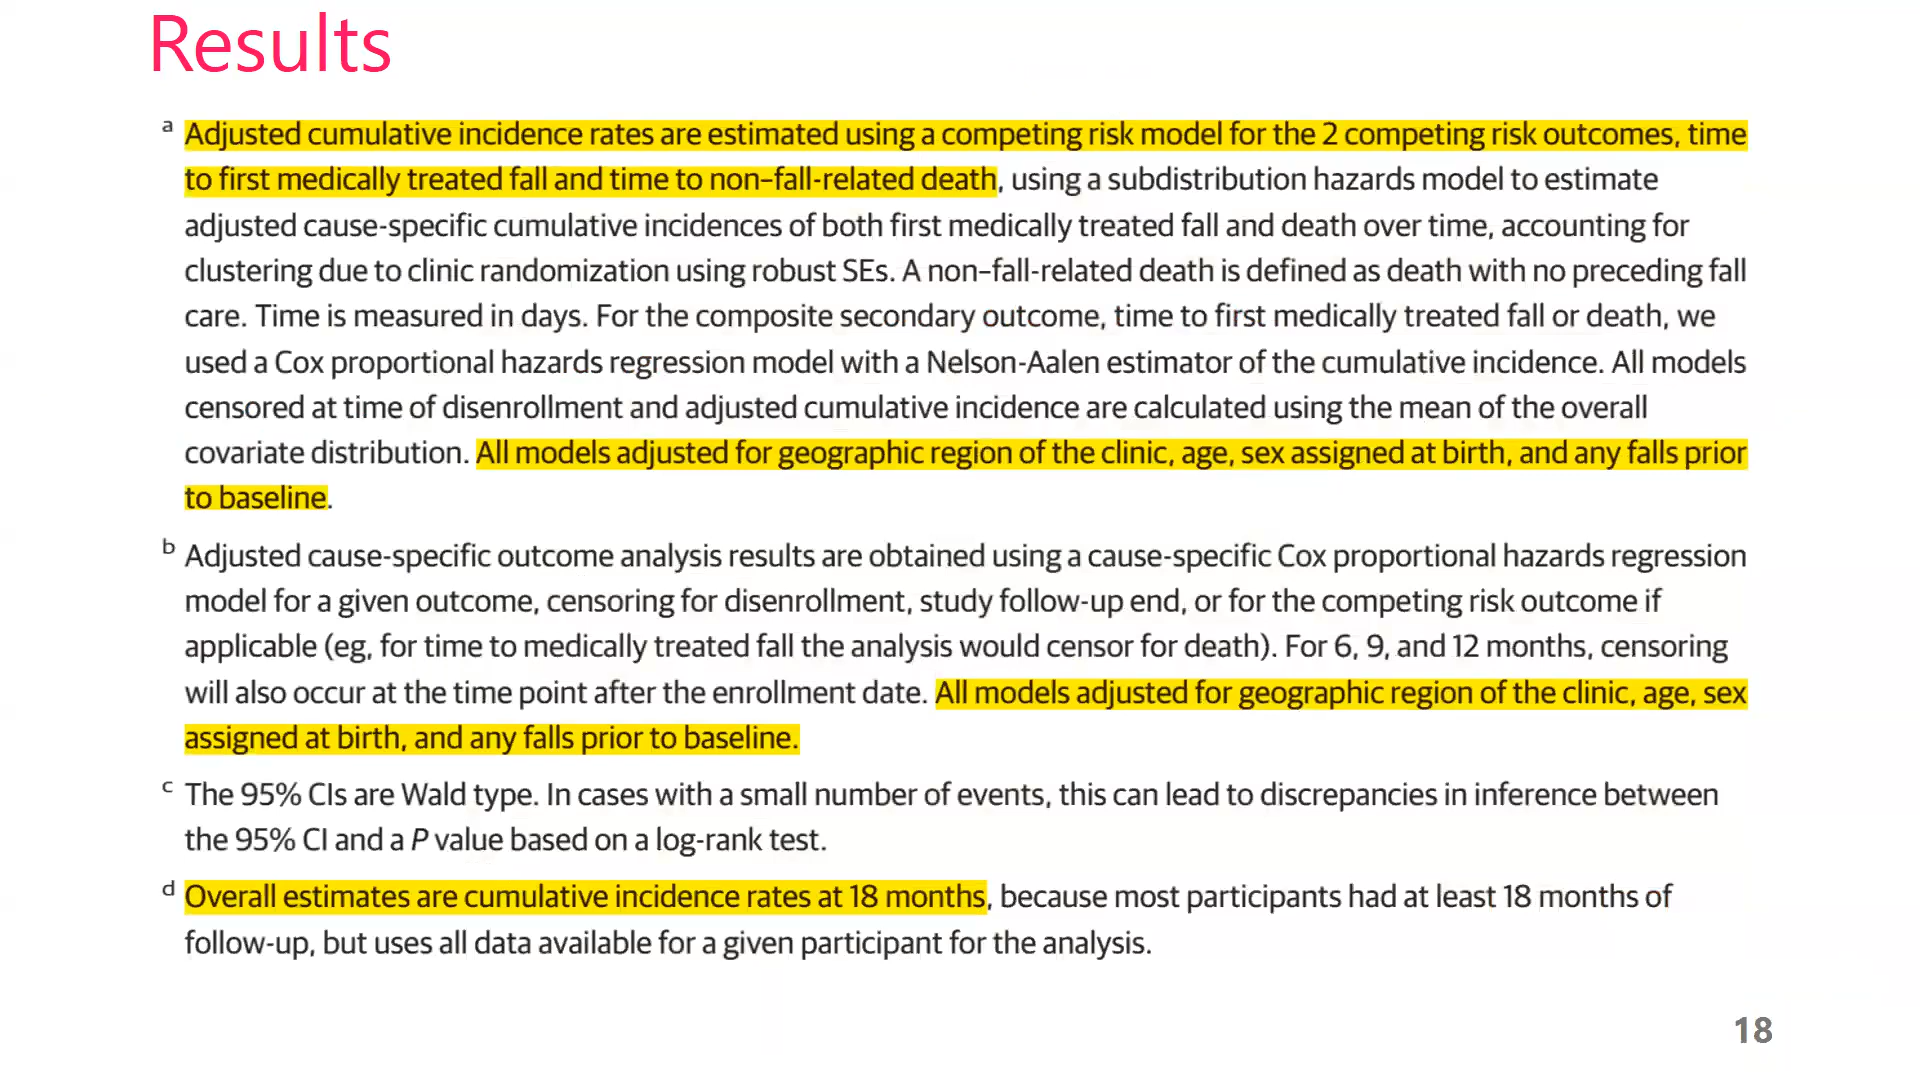 Results
a Adjusted cumulative incidence rates are estimated using a competing risk model for the 2 competing risk outcomes, time
to first medically treated fall and time to non–fall-related death, using a subdistribution hazards model to estimate
adjusted cause-specific cumulative incidences of both first medically treated fall and death over time, accounting for
clustering due to clinic randomization using robust SEs. A non–fall-related death is defined as death with no preceding fall
care. Time is measured in days. For the composite secondary outcome, time to first medically treated fall or death, we
used a Cox proportional hazards regression model with a Nelson-Aalen estimator of the cumulative incidence. All models
censored at time of disenrollment and adjusted cumulative incidence are calculated using the mean of the overall
covariate distribution. All models adjusted for geographic region of the clinic, age, sex assigned at birth, and any falls prior
to baseline.
b Adjusted cause-specific outcome analysis results are obtained using a cause-specific Cox proportional hazards regression
model for a given outcome, censoring for disenrollment, study follow-up end, or for the competing risk outcome if
applicable (eg, for time to medically treated fall the analysis would censor for death). For 6, 9, and 12 months, censoring
will also occur at the time point after the enrollment date. All models adjusted for geographic region of the clinic, age, sex
assigned at birth, and any falls prior to baseline.
c The 95% CIs are Wald type. In cases with a small number of events, this can lead to discrepancies in inference between
the 95% CI and a P value based on a log-rank test.
d Overall estimates are cumulative incidence rates at 18 months, because most participants had at least 18 months of
follow-up, but uses all data available for a given participant for the analysis.
18